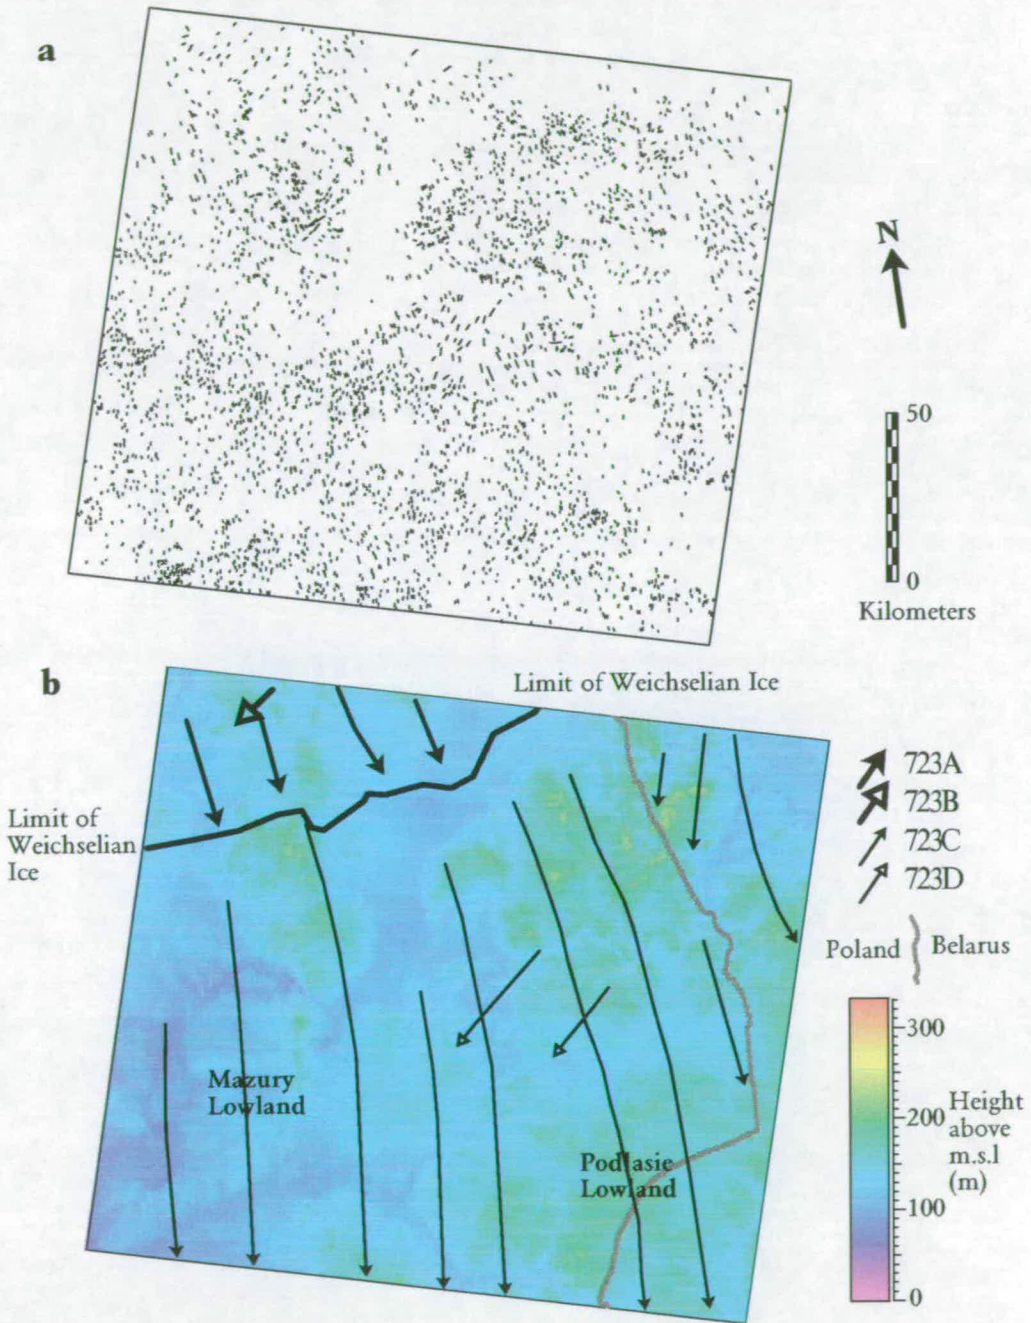 a
N
50
0
Kilometers
b
Limit of Weichselian Ice
723A
723B
723C
723D
Limit of
Weichselian
Ice
Poland
Belarus
300
200
100
0
Height
above
m.s.l
(m)
Mazury
Lowland
Podlasie
Lowland